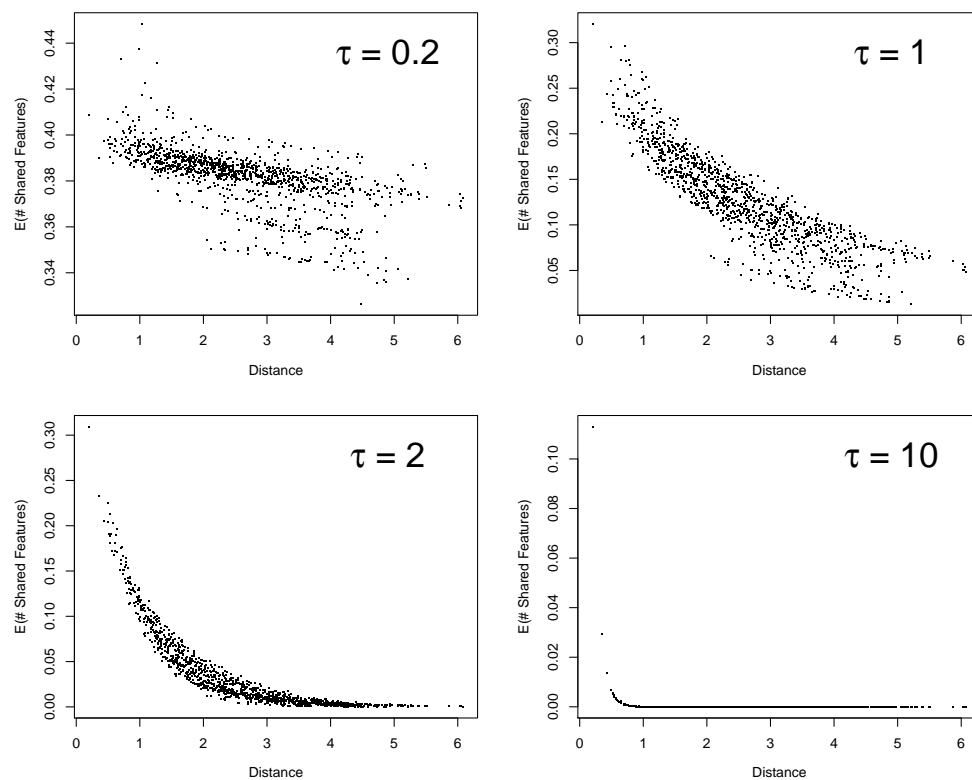 τ = 0.2
0.44
0.42
0.40
0.38
0.36
0.34
E(# Shared Features)
0 1 2 3 4 5 6
Distance
τ = 1
0.30
0.25
0.20
0.15
0.10
0.05
E(# Shared Features)
0 1 2 3 4 5 6
Distance
τ = 2
0.30
0.25
0.20
0.15
0.10
0.05
0.00
E(# Shared Features)
0 1 2 3 4 5 6
Distance
τ = 10
0.10
0.08
0.06
0.04
0.02
0.00
E(# Shared Features)
0 1 2 3 4 5 6
Distance